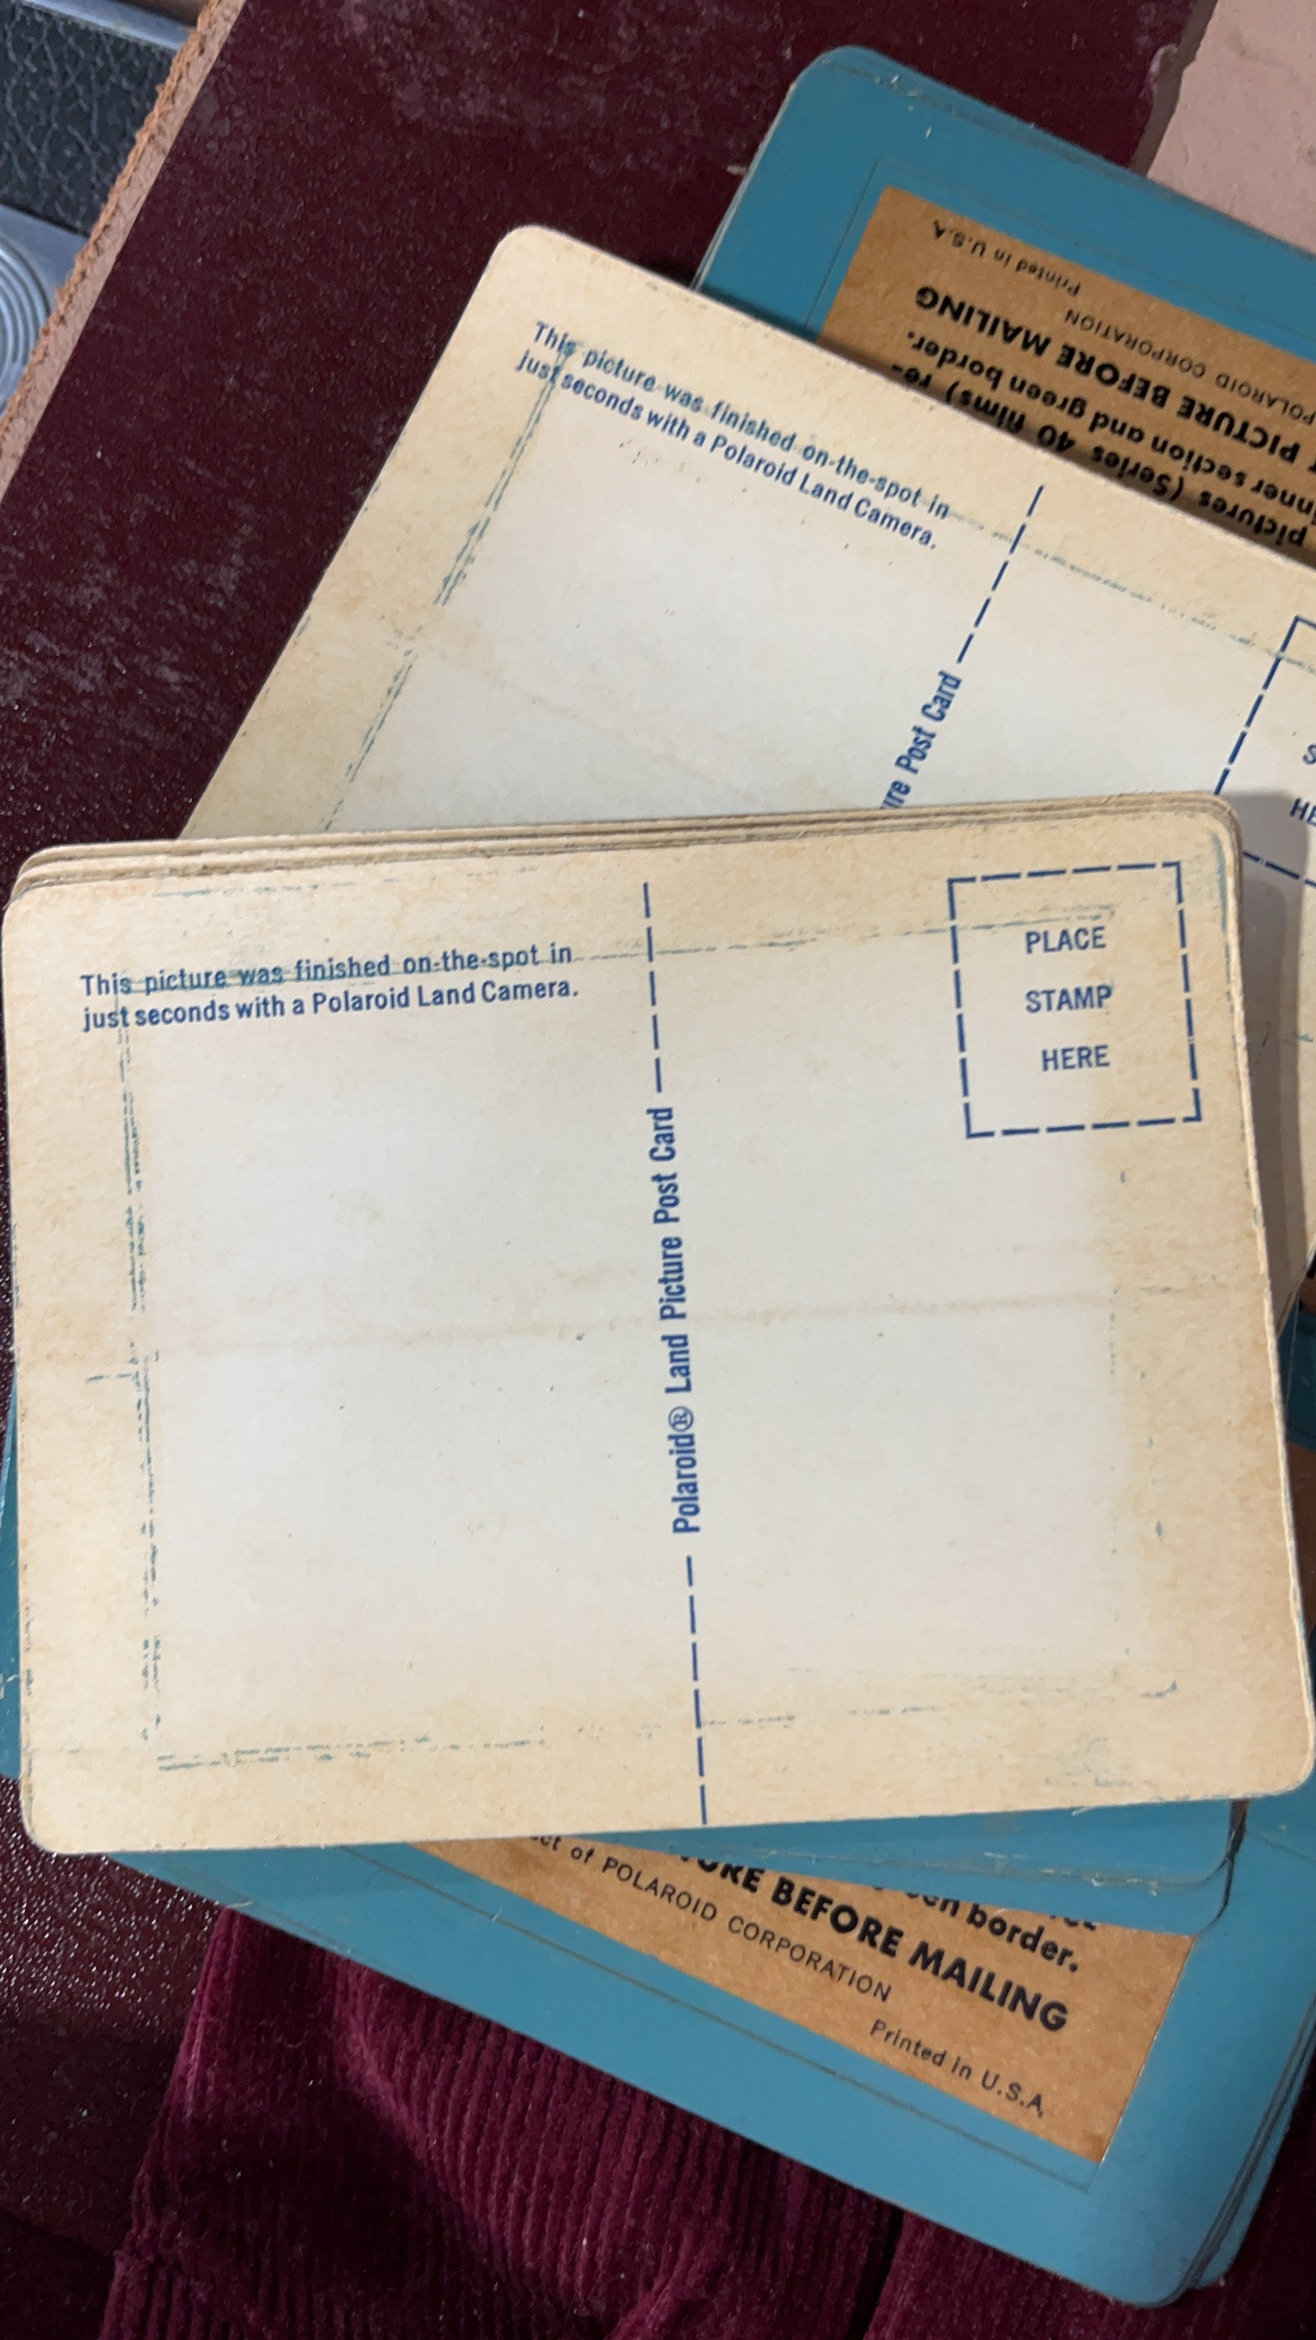 Printed in U.S.A.
POLAROID CORPORATION
PICTURE BEFORE MAILING
inner section and green border.
pictures (Series 40 films) re-
This picture was finished on-the-spot in
just seconds with a Polaroid Land Camera.
Post Card
This picture was finished on-the-spot in
just seconds with a Polaroid Land Camera.
PLACE
STAMP
HERE
Polaroid® Land Picture Post Card
border.
BEFORE MAILING
of POLAROID CORPORATION
Printed in U.S.A.